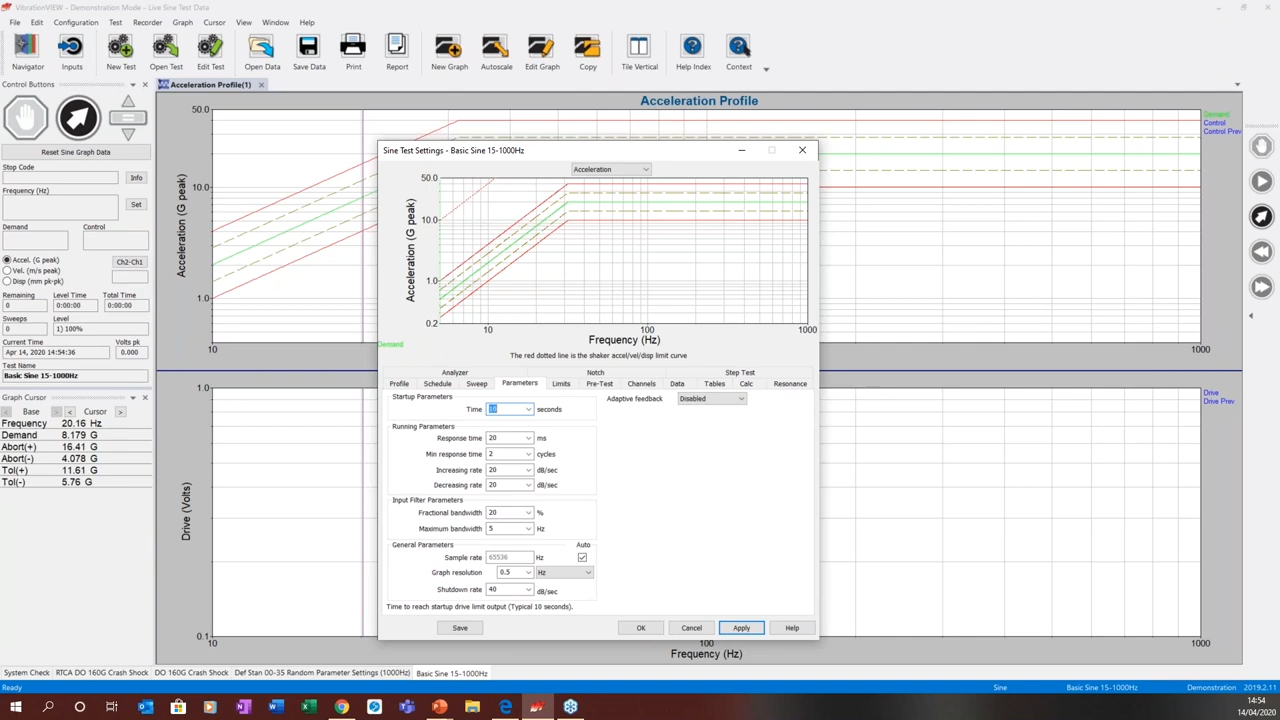 VibrationVIEW - Demonstration Mode - Live Sine Test Data
File Edit Configuration Test Recorder Graph Cursor View Window Help
Navigator Inputs New Test Open Test Edit Test Open Data Save Data Print Report New Graph Autoscale Edit Graph Copy Tile Vertical Help Index Context
Control Buttons
Acceleration Profile(1)
Reset Sine Graph Data
Stop Code
Info
Frequency (Hz)
Set
Demand Control
Accel. (G peak) Ch2-Ch1
Vel. (m/s peak)
Disp (mm pk-pk)
Remaining Level Time Total Time
0 0:00:00 0:00:00
Sweeps Level
0 1) 100%
Current Time Volts pk
Apr 14, 2020 14:54:36 0.000
Test Name
Basic Sine 15-1000Hz
Graph Cursor
< Base > < Cursor >
Frequency 20.16 Hz
Demand 8.179 G
Abort(+) 16.41 G
Abort(-) 4.078 G
Tol(+) 11.61 G
Tol(-) 5.76 G
Acceleration Profile
Demand
Control
Control Prev
50.0
10.0
1.0
0.4
Acceleration (G peak)
10 1000
Drive
Drive Prev
1.0
0.1
Drive (Volts)
10 100 1000
Frequency (Hz)
Sine Test Settings - Basic Sine 15-1000Hz
Acceleration
50.0
10.0
1.0
0.2
Acceleration (G peak)
10 100 1000
Frequency (Hz)
Demand
The red dotted line is the shaker accel/vel/disp limit curve
Analyzer Notch Step Test
Profile Schedule Sweep Parameters Limits Pre-Test Channels Data Tables Calc Resonance
Startup Parameters
Time 10 seconds
Adaptive feedback Disabled
Running Parameters
Response time 20 ms
Min response time 2 cycles
Increasing rate 20 dB/sec
Decreasing rate 20 dB/sec
Input Filter Parameters
Fractional bandwidth 20 %
Maximum bandwidth 5 Hz
General Parameters Auto
Sample rate 65536 Hz
Graph resolution 0.5 Hz
Shutdown rate 40 dB/sec
Time to reach startup drive limit output (Typical 10 seconds).
Save OK Cancel Apply Help
System Check RTCA DO 160G Crash Shock DO 160G Crash Shock Def Stan 00-35 Random Parameter Settings (1000Hz) Basic Sine 15-1000Hz
Ready Sine Basic Sine 15-1000Hz Demonstration 2019.2.11
14:54
14/04/2020